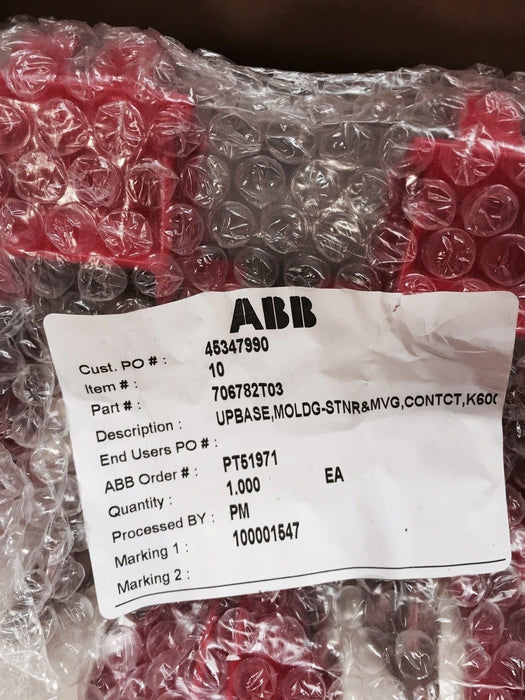 ABB
Cust. PO # : 45347990
Item # : 10
Part # : 706782T03
Description : UPBASE,MOLDG-STNR&MVG,CONTCT,K600
End Users PO # :
ABB Order # : PT51971
Quantity : 1.000 EA
Processed BY : PM
Marking 1 : 100001547
Marking 2 :